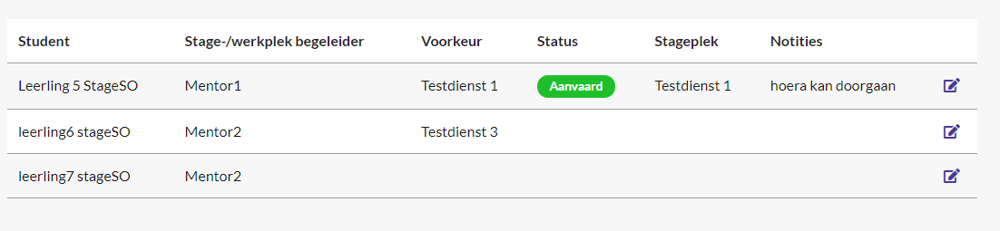 Student Stage-/werkplek begeleider Voorkeur Status Stageplek Notities
Leerling 5 StageSO Mentor1 Testdienst 1 Aanvaard Testdienst 1 hoera kan doorgaan
leerling6 stageSO Mentor2 Testdienst 3
leerling7 stageSO Mentor2